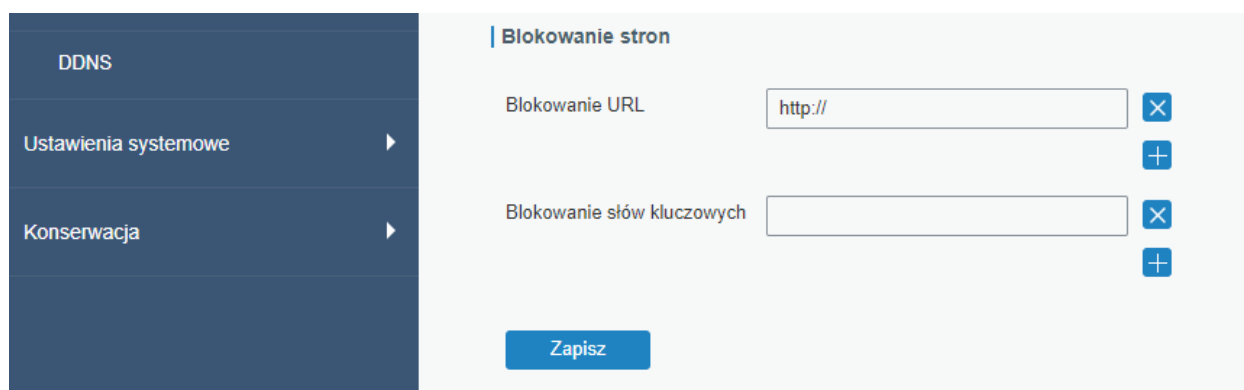 DDNS
Ustawienia systemowe
Konserwacja
Blokowanie stron
Blokowanie URL
http://
Blokowanie słów kluczowych
Zapisz